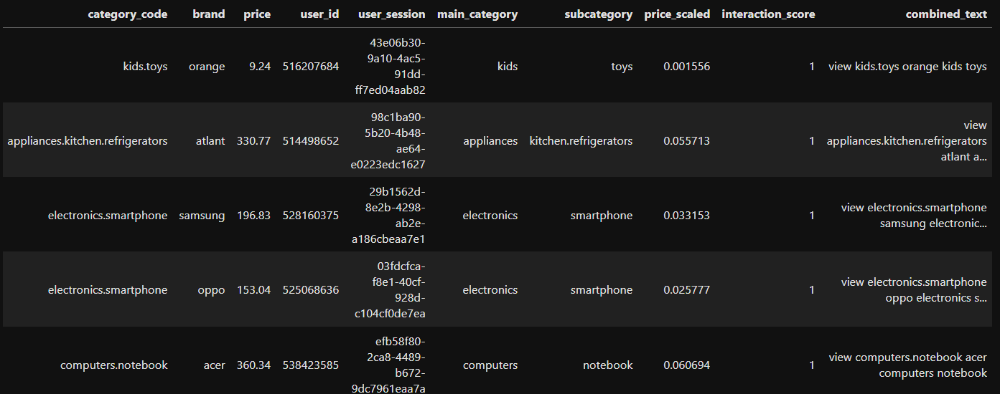 category_code brand price user_id user_session main_category subcategory price_scaled interaction_score combined_text
43e06b30-
9a10-4ac5-
kids.toys orange 9.24 516207684 kids toys 0.001556 1 view kids.toys orange kids toys
91dd-
ff7ed04aab82
98c1ba90-
view
5b20-4b48-
appliances.kitchen.refrigerators atlant 330.77 514498652 appliances kitchen.refrigerators 0.055713 1 appliances.kitchen.refrigerators
ae64-
atlant a...
e0223edc1627
29b1562d-
8e2b-4298-
view electronics.smartphone
electronics.smartphone samsung 196.83 528160375 electronics smartphone 0.033153 1
ab2e-
samsung electronic...
a186cbeaa7e1
03fdcfca-
f8e1-40cf-
view electronics.smartphone
electronics.smartphone oppo 153.04 525068636 electronics smartphone 0.025777 1
928d-
oppo electronics s...
c104cf0de7ea
efb58f80-
2ca8-4489-
view computers.notebook acer
computers.notebook acer 360.34 538423585 computers notebook 0.060694 1
b672-
computers notebook
9dc7961eaa7a